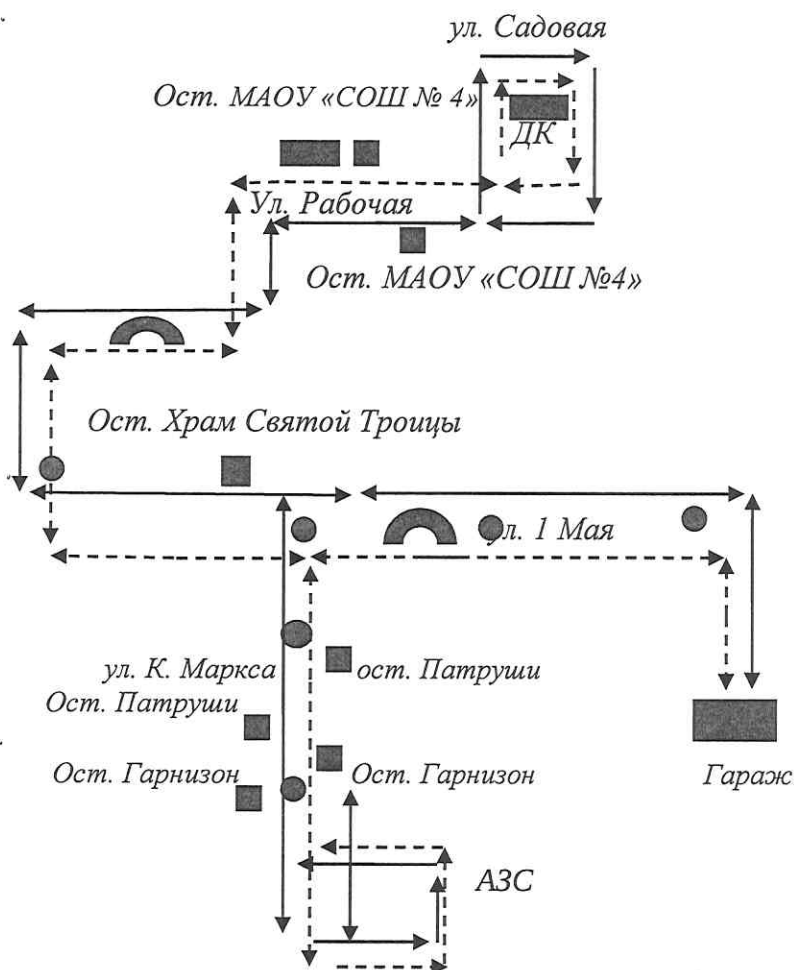 ул. Садовая
Ост. МАОУ «СОШ № 4»
ДК
Ул. Рабочая
Ост. МАОУ «СОШ №4»
Ост. Храм Святой Троицы
ул. 1 Мая
ул. К. Маркса
ост. Патруши
Ост. Патруши
Ост. Гарнизон
Ост. Гарнизон
Гараж
АЗС